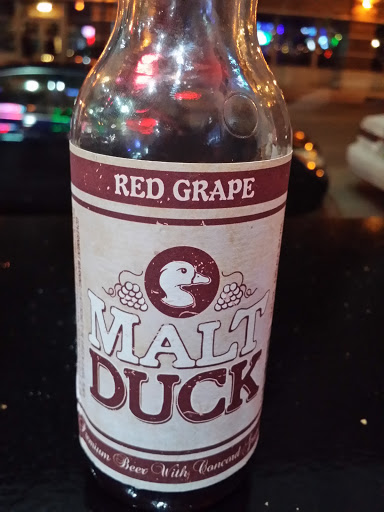 RED GRAPE
MALT
DUCK
Premium Beer With Concord